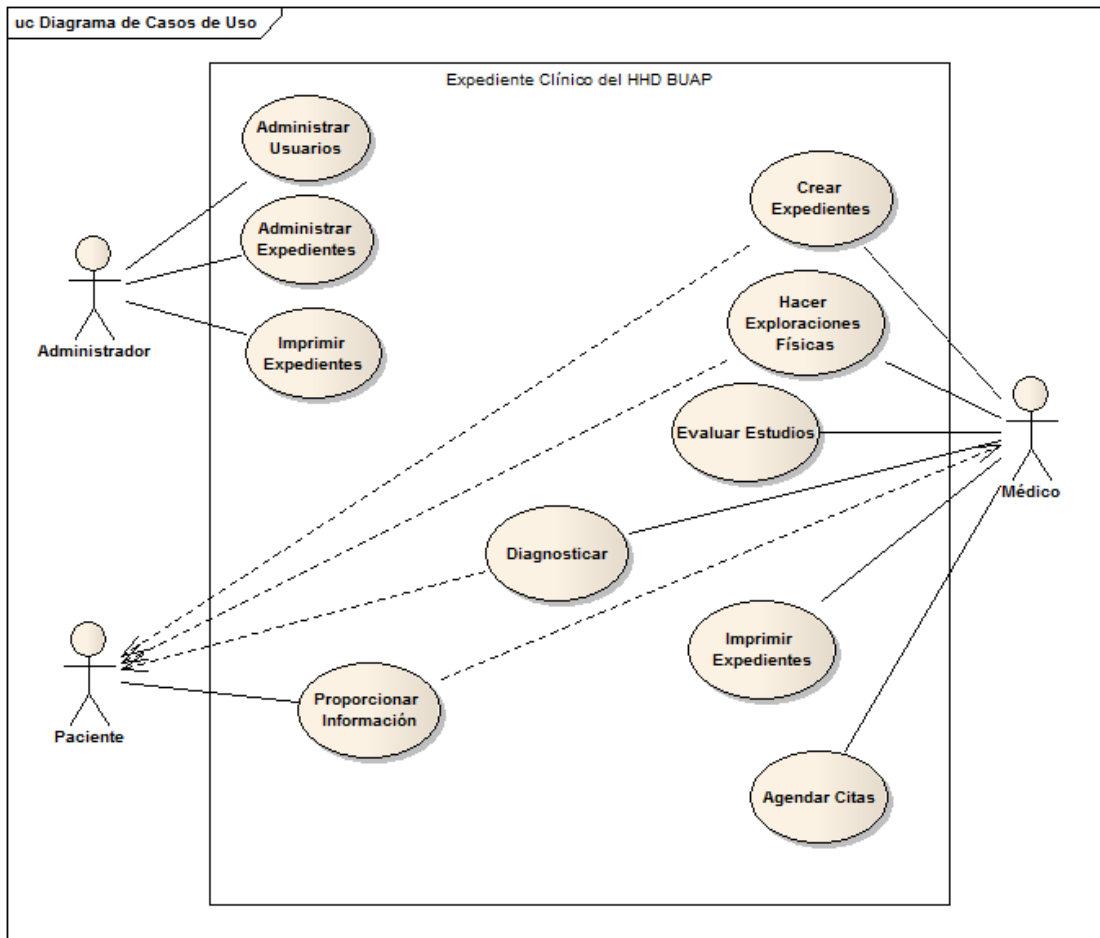 uc Diagrama de Casos de Uso
Expediente Clínico del HHD BUAP
Administrar
Usuarios
Administrar
Expedientes
Imprimir
Expedientes
Administrador
Crear
Expedientes
Hacer
Exploraciones
Físicas
Evaluar Estudios
Médico
Diagnosticar
Imprimir
Expedientes
Proporcionar
Información
Paciente
Agendar Citas